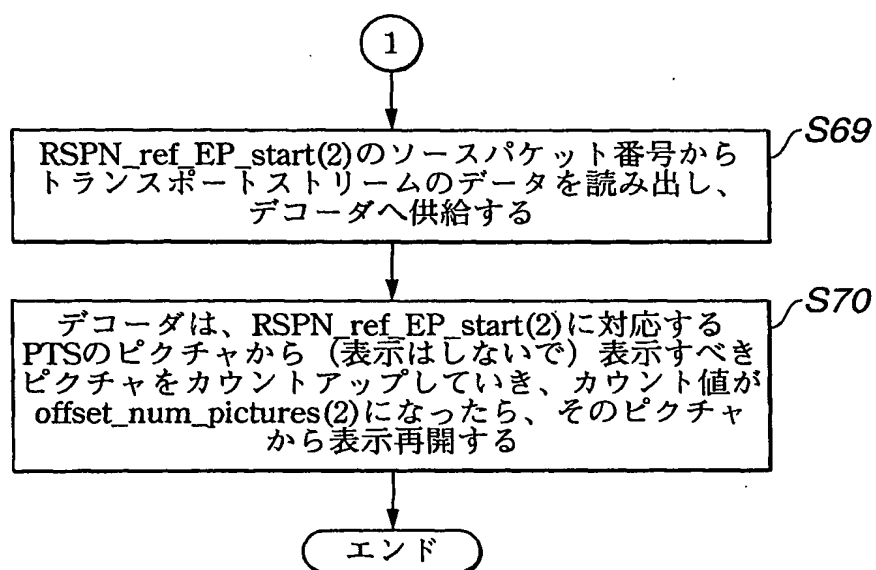 1
S69
RSPN_ref_EP_start(2)のソースパケット番号から
トランスポートストリームのデータを読み出し、
デコーダへ供給する
S70
デコーダは、RSPN_ref_EP_start(2)に対応する
PTSのピクチャから（表示はしないで）表示すべき
ピクチャをカウントアップしていき、カウント値が
offset_num_pictures(2)になったら、そのピクチャ
から表示再開する
エンド